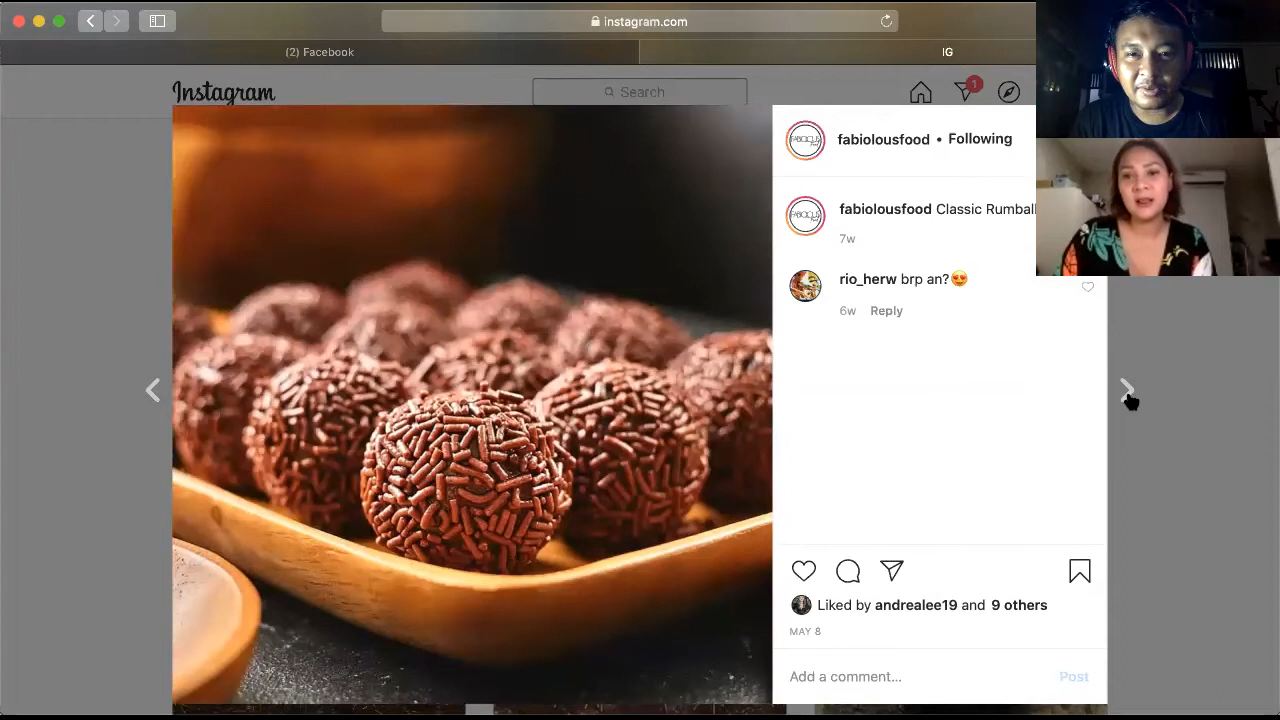 instagram.com
(2) Facebook
IG
Instagram
Search
1
fabiolousfood • Following
fabiolousfood Classic Rumball
7w
rio_herw brp an?😍
6w Reply
Liked by andrealee19 and 9 others
MAY 8
Add a comment...
Post